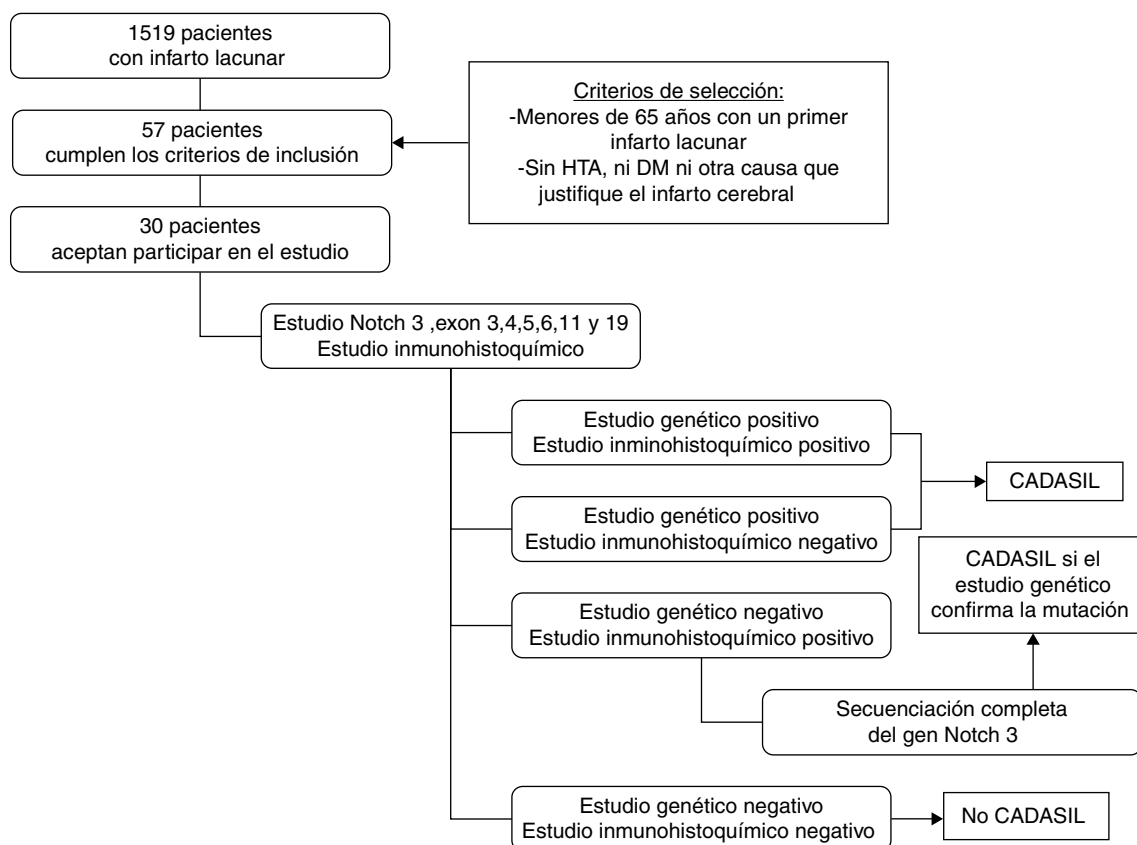 1519 pacientes
con infarto lacunar
57 pacientes
cumplen los criterios de inclusión
Criterios de selección:
-Menores de 65 años con un primer
infarto lacunar
-Sin HTA, ni DM ni otra causa que
justifique el infarto cerebral
30 pacientes
aceptan participar en el estudio
Estudio Notch 3 ,exon 3,4,5,6,11 y 19
Estudio inmunohistoquímico
Estudio genético positivo
Estudio inminohistoquímico positivo
CADASIL
Estudio genético positivo
Estudio inmunohistoquímico negativo
CADASIL si el
estudio genético
confirma la mutación
Estudio genético negativo
Estudio inmunohistoquímico positivo
Secuenciación completa
del gen Notch 3
Estudio genético negativo
Estudio inmunohistoquímico negativo
No CADASIL